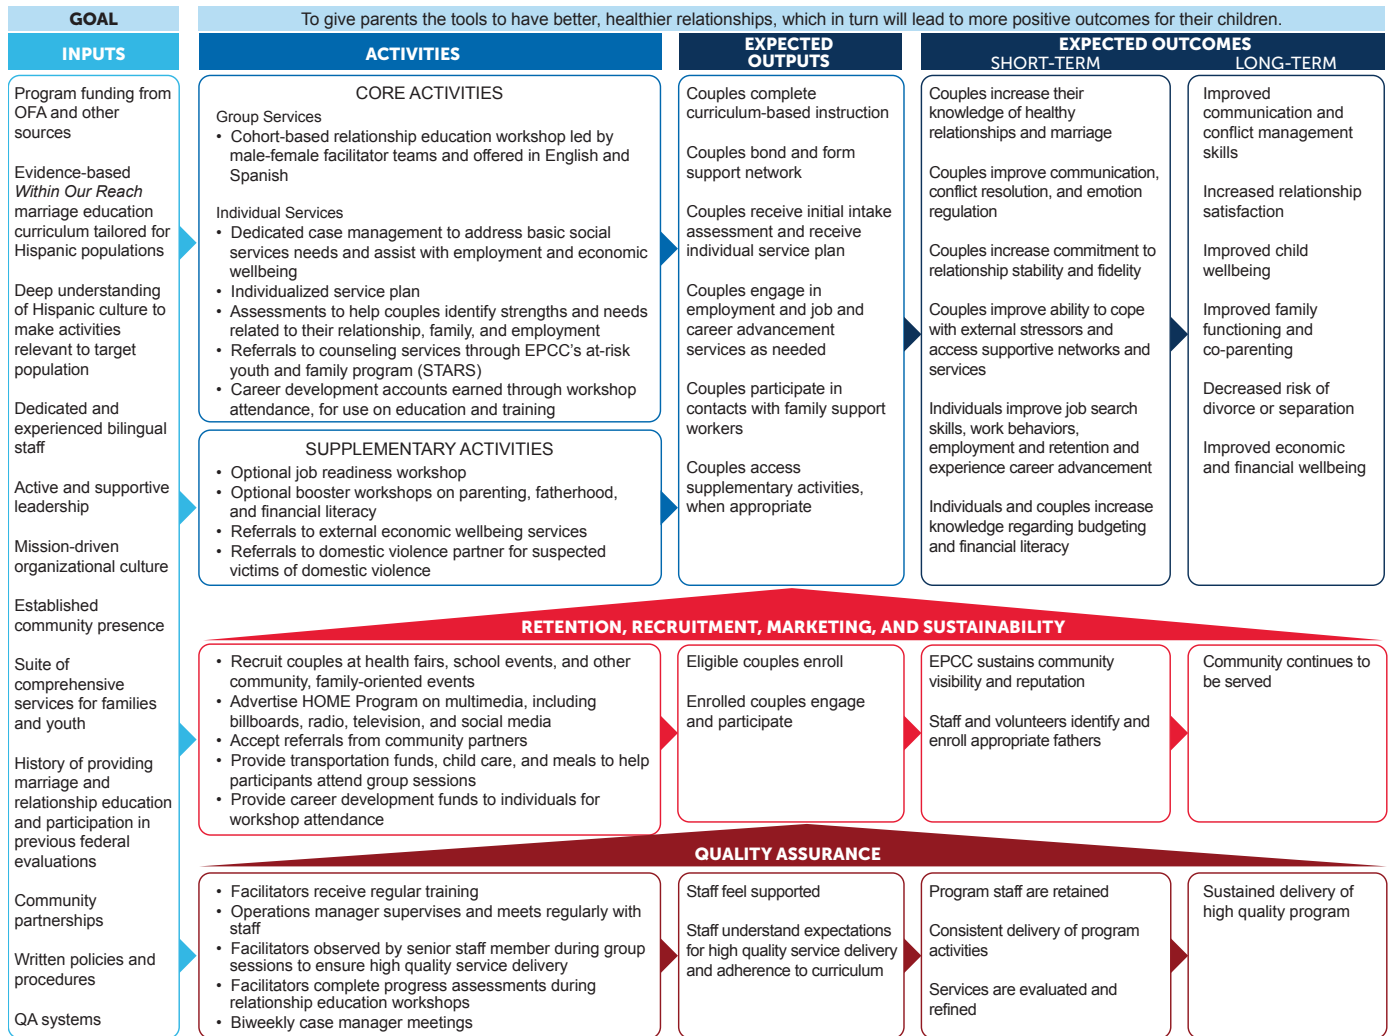 GOAL
To give parents the tools to have better, healthier relationships, which in turn will lead to more positive outcomes for their children.
INPUTS
Program funding from
OFA and other
sources
Evidence-based
Within Our Reach
marriage education
curriculum tailored for
Hispanic populations
Deep understanding
of Hispanic culture to
make activities
relevant to target
population
Dedicated and
experienced bilingual
staff
Active and supportive
leadership
Mission-driven
organizational culture
Established
community presence
Suite of
comprehensive
services for families
and youth
History of providing
marriage and
relationship education
and participation in
previous federal
evaluations
Community
partnerships
Written policies and
procedures
QA systems
ACTIVITIES
CORE ACTIVITIES
Group Services
• Cohort-based relationship education workshop led by
male-female facilitator teams and offered in English and
Spanish
Individual Services
• Dedicated case management to address basic social
services needs and assist with employment and economic
wellbeing
• Individualized service plan
• Assessments to help couples identify strengths and needs
related to their relationship, family, and employment
• Referrals to counseling services through EPCC's at-risk
youth and family program (STARS)
• Career development accounts earned through workshop
attendance, for use on education and training
SUPPLEMENTARY ACTIVITIES
• Optional job readiness workshop
• Optional booster workshops on parenting, fatherhood,
and financial literacy
• Referrals to external economic wellbeing services
• Referrals to domestic violence partner for suspected
victims of domestic violence
EXPECTED
OUTPUTS
Couples complete
curriculum-based instruction
Couples bond and form
support network
Couples receive initial intake
assessment and receive
individual service plan
Couples engage in
employment and job and
career advancement
services as needed
Couples participate in
contacts with family support
workers
Couples access
supplementary activities,
when appropriate
EXPECTED OUTCOMES
SHORT-TERM
Couples increase their
knowledge of healthy
relationships and marriage
Couples improve communication,
conflict resolution, and emotion
regulation
Couples increase commitment to
relationship stability and fidelity
Couples improve ability to cope
with external stressors and
access supportive networks and
services
Individuals improve job search
skills, work behaviors,
employment and retention and
experience career advancement
Individuals and couples increase
knowledge regarding budgeting
and financial literacy
LONG-TERM
Improved
communication and
conflict management
skills
Increased relationship
satisfaction
Improved child
wellbeing
Improved family
functioning and
co-parenting
Decreased risk of
divorce or separation
Improved economic
and financial wellbeing
RETENTION, RECRUITMENT, MARKETING, AND SUSTAINABILITY
• Recruit couples at health fairs, school events, and other
community, family-oriented events
• Advertise HOME Program on multimedia, including
billboards, radio, television, and social media
• Accept referrals from community partners
• Provide transportation funds, child care, and meals to help
participants attend group sessions
• Provide career development funds to individuals for
workshop attendance
Eligible couples enroll
Enrolled couples engage
and participate
EPCC sustains community
visibility and reputation
Staff and volunteers identify and
enroll appropriate fathers
Community continues to
be served
QUALITY ASSURANCE
• Facilitators receive regular training
• Operations manager supervises and meets regularly with
staff
• Facilitators observed by senior staff member during group
sessions to ensure high quality service delivery
• Facilitators complete progress assessments during
relationship education workshops
• Biweekly case manager meetings
Staff feel supported
Staff understand expectations
for high quality service delivery
and adherence to curriculum
Program staff are retained
Consistent delivery of program
activities
Services are evaluated and
refined
Sustained delivery of
high quality program